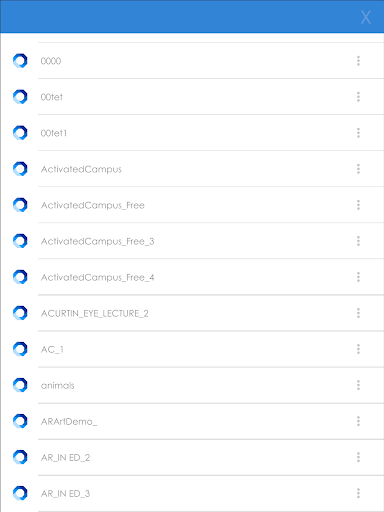 X
0000
00tet
00tet1
ActivatedCampus
ActivatedCampus_Free
ActivatedCampus_Free_3
ActivatedCampus_Free_4
ACURTIN_EYE_LECTURE_2
AC_1
animals
ARArtDemo_
AR_IN ED_2
AR_IN ED_3